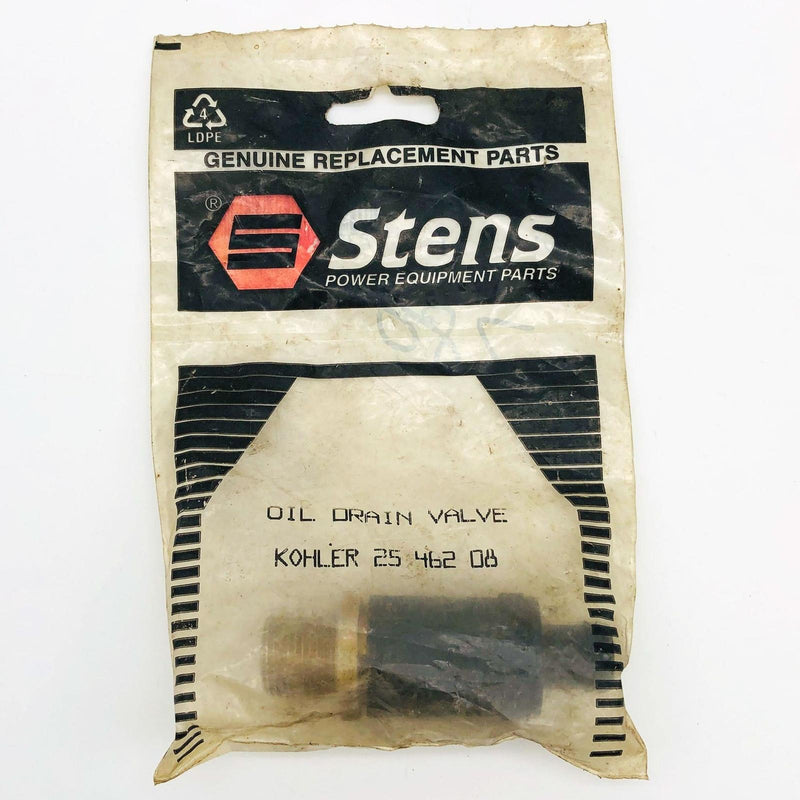 4
LDPE
GENUINE REPLACEMENT PARTS
® Stens
POWER EQUIPMENT PARTS
OIL DRAIN VALVE
KOHLER 25 462 08